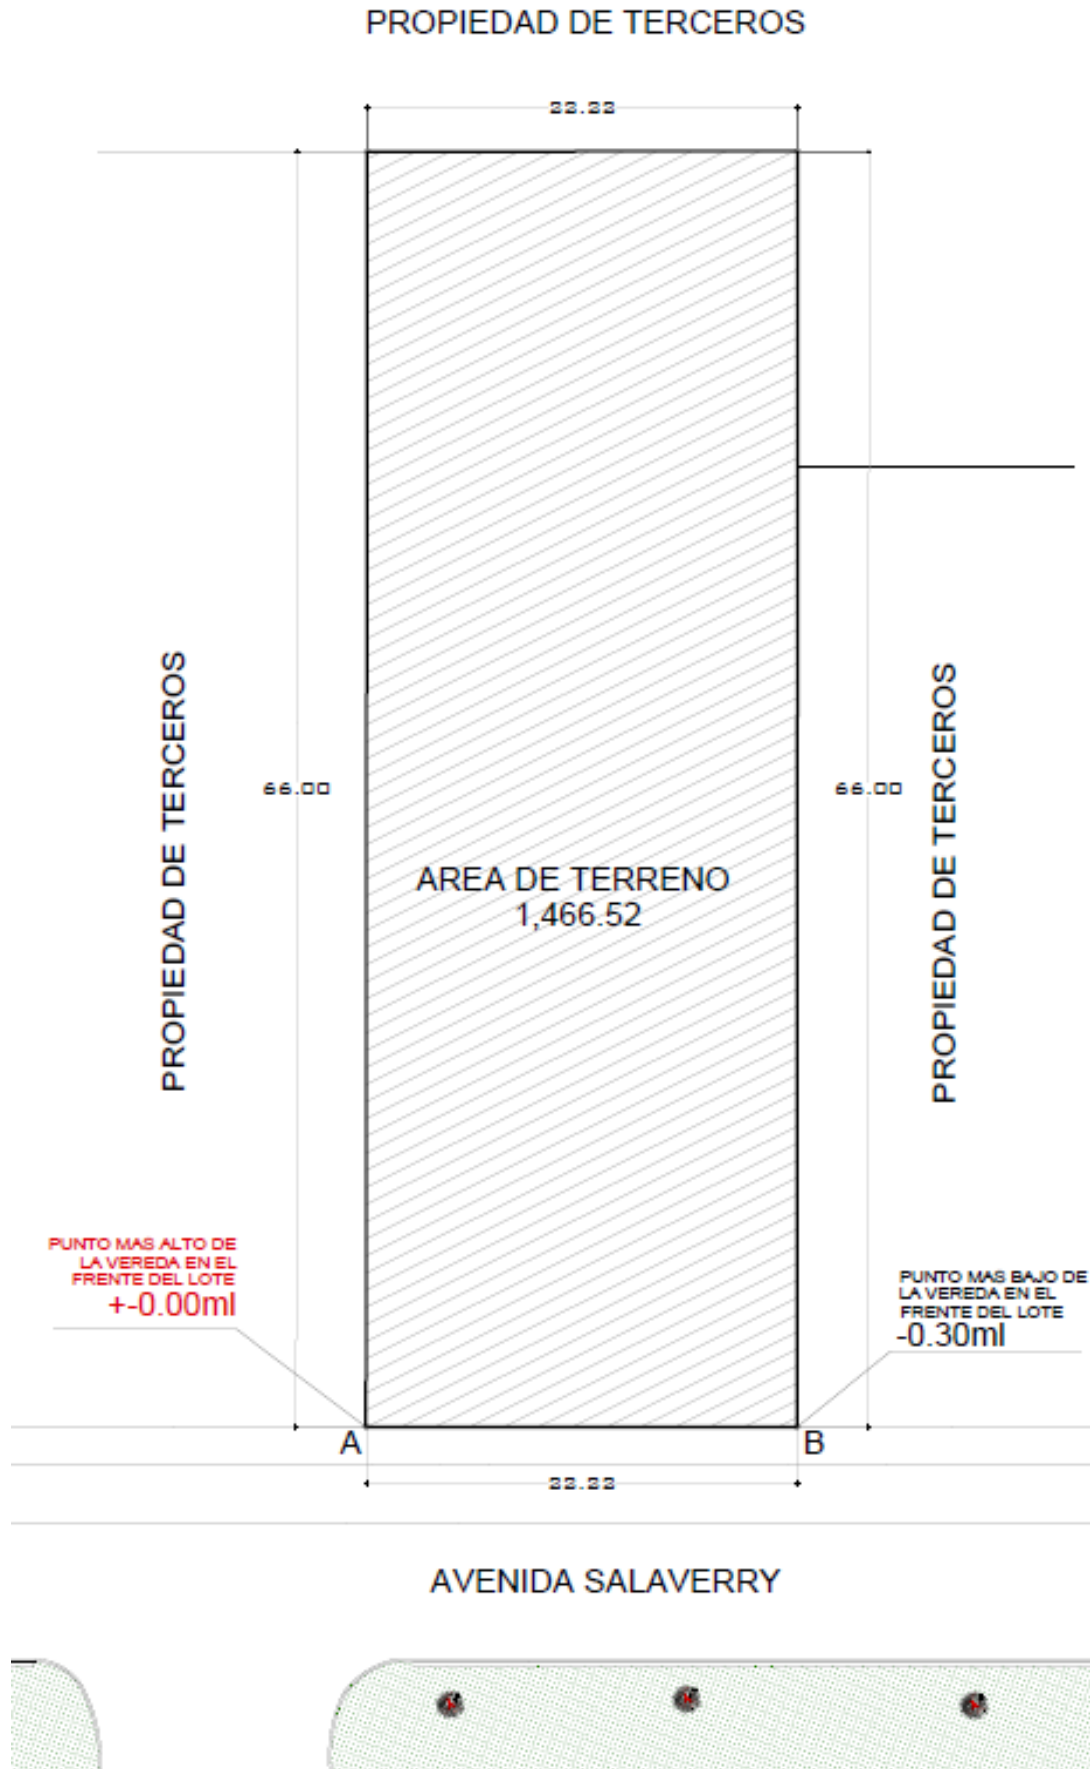 PROPIEDAD DE TERCEROS
22.22
PROPIEDAD DE TERCEROS
66.00
AREA DE TERRENO
1,466.52
66.00
PROPIEDAD DE TERCEROS
PUNTO MAS ALTO DE
LA VEREDA EN EL
FRENTE DEL LOTE
+-0.00ml
PUNTO MAS BAJO DE
LA VEREDA EN EL
FRENTE DEL LOTE
-0.30ml
A
B
22.22
AVENIDA SALAVERRY